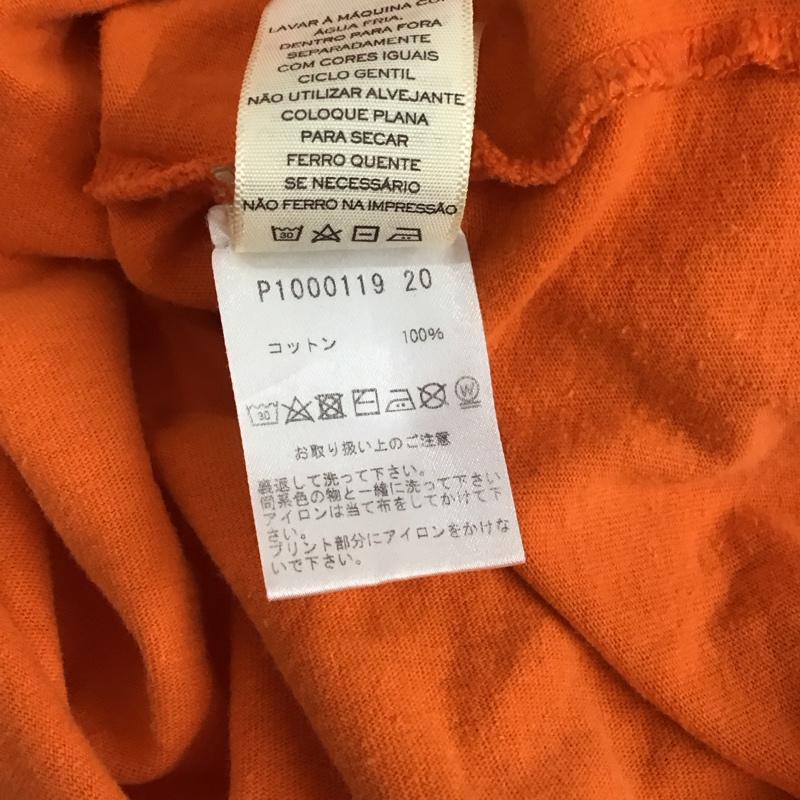 LAVAR À MÁQUINA
ÁGUA FRIA,
DENTRO PARA FORA
SEPARADAMENTE
COM CORES IGUAIS
CICLO GENTIL
NÃO UTILIZAR ALVEJANTE
COLOQUE PLANA
PARA SECAR
FERRO QUENTE
SE NECESSÁRIO
NÃO FERRO NA IMPRESSÃO
30
P1000119 20
コットン 100%
30 W
お取り扱い上のご注意
裏返して洗って下さい。
同系色の物と一緒に洗って下さい
アイロンは当て布をしてかけて下
さい。
プリント部分にアイロンをかけな
いで下さい。